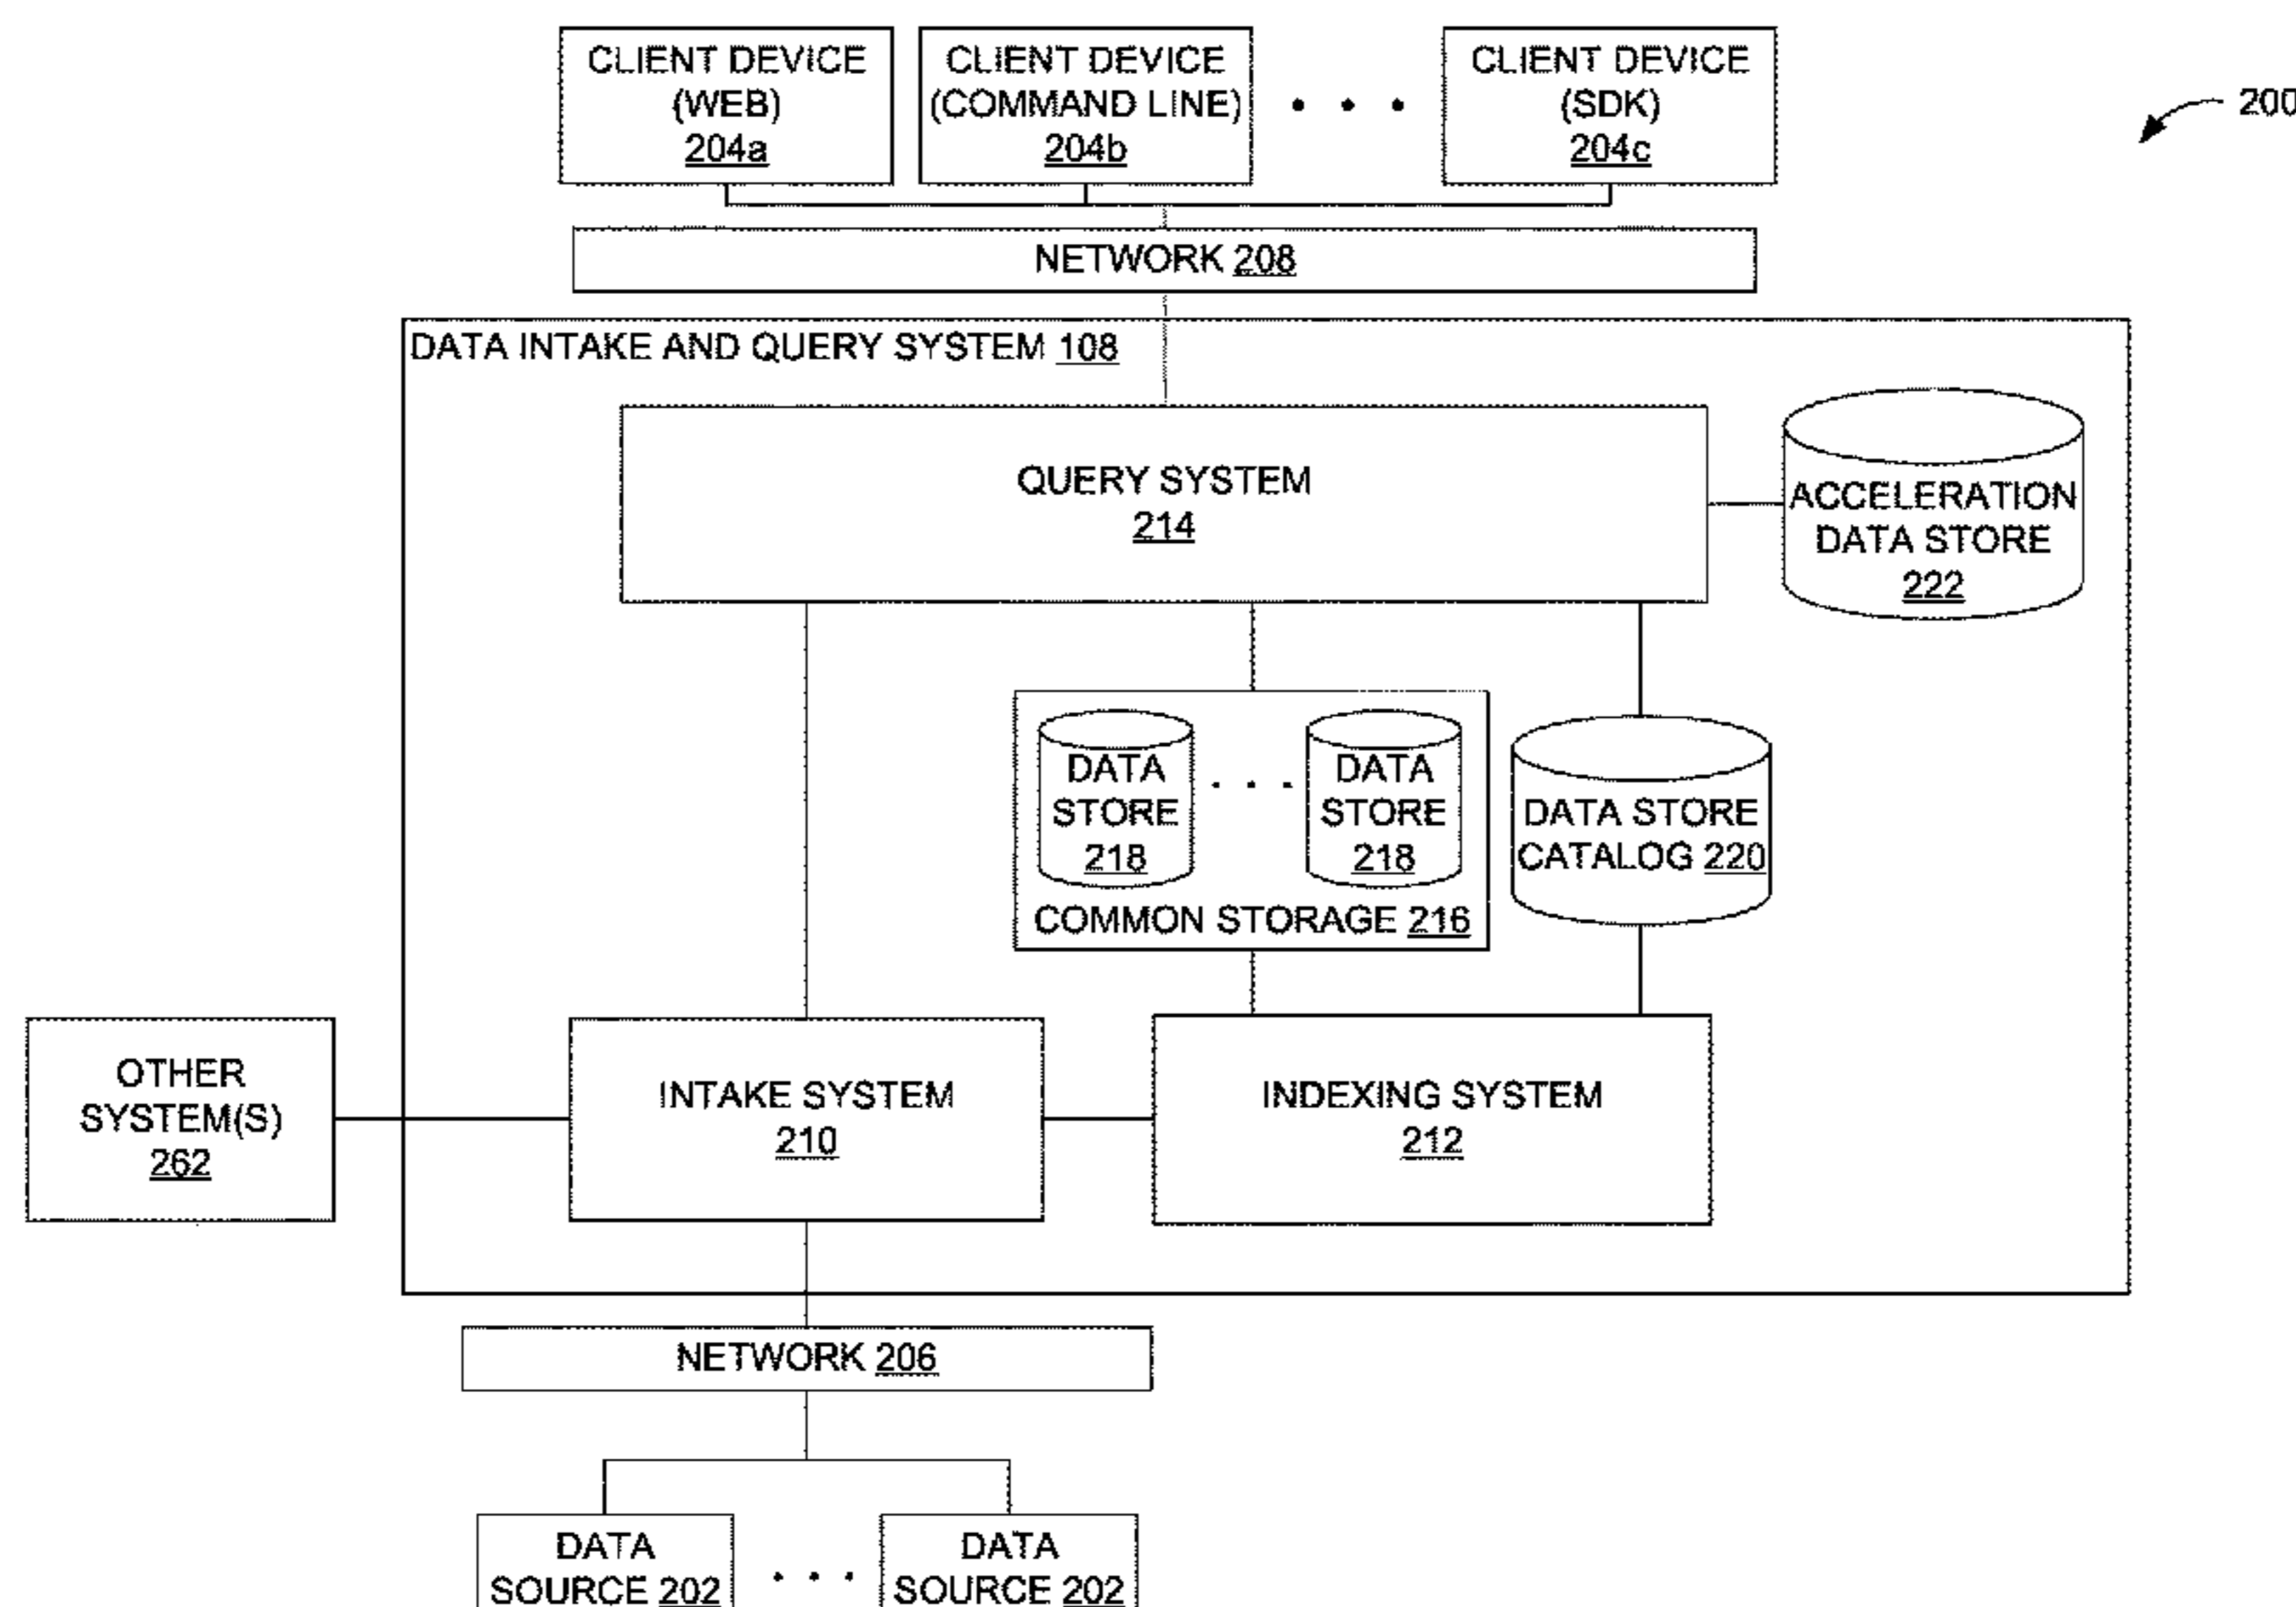 CLIENT DEVICE
(WEB)
204a
CLIENT DEVICE
(COMMAND LINE)
204b
CLIENT DEVICE
(SDK)
204c
200
NETWORK 208
DATA INTAKE AND QUERY SYSTEM 108
QUERY SYSTEM
214
ACCELERATION
DATA STORE
222
DATA
STORE
218
DATA
STORE
218
COMMON STORAGE 216
DATA STORE
CATALOG 220
OTHER
SYSTEM(S)
262
INTAKE SYSTEM
210
INDEXING SYSTEM
212
NETWORK 206
DATA
SOURCE 202
DATA
SOURCE 202